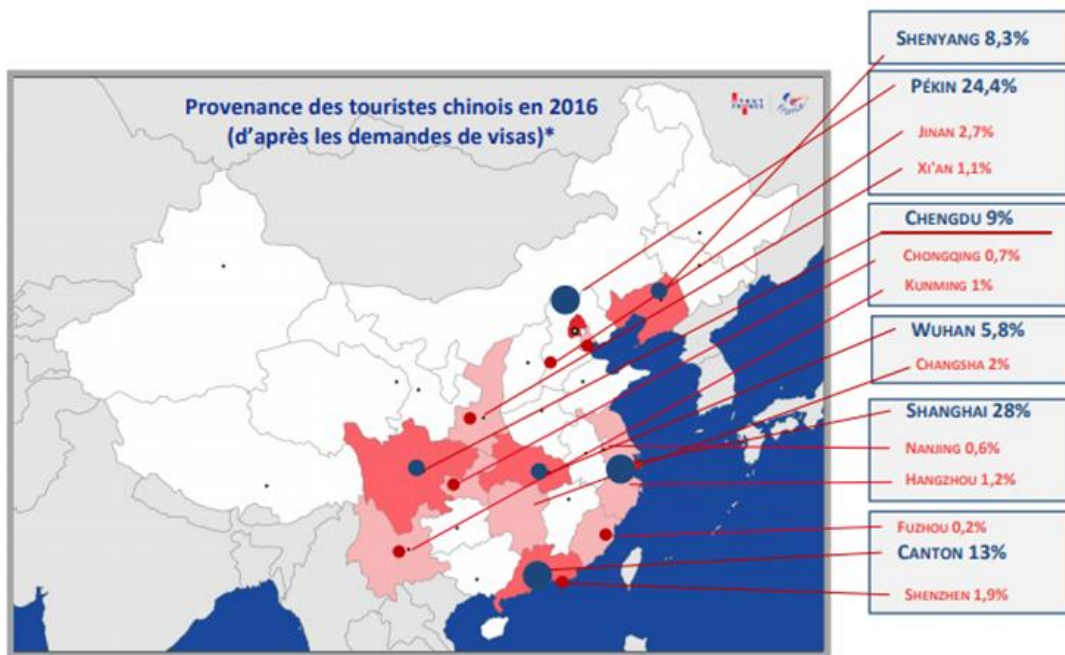 Provenance des touristes chinois en 2016
(d'après les demandes de visas)*
SHENYANG 8,3%
PÉKIN 24,4%
JINAN 2,7%
XI'AN 1,1%
CHENGDU 9%
CHONGQING 0,7%
KUNMING 1%
WUHAN 5,8%
CHANGSHA 2%
SHANGHAI 28%
NANJING 0,6%
HANGZHOU 1,2%
FUZHOU 0,2%
CANTON 13%
SHENZHEN 1,9%